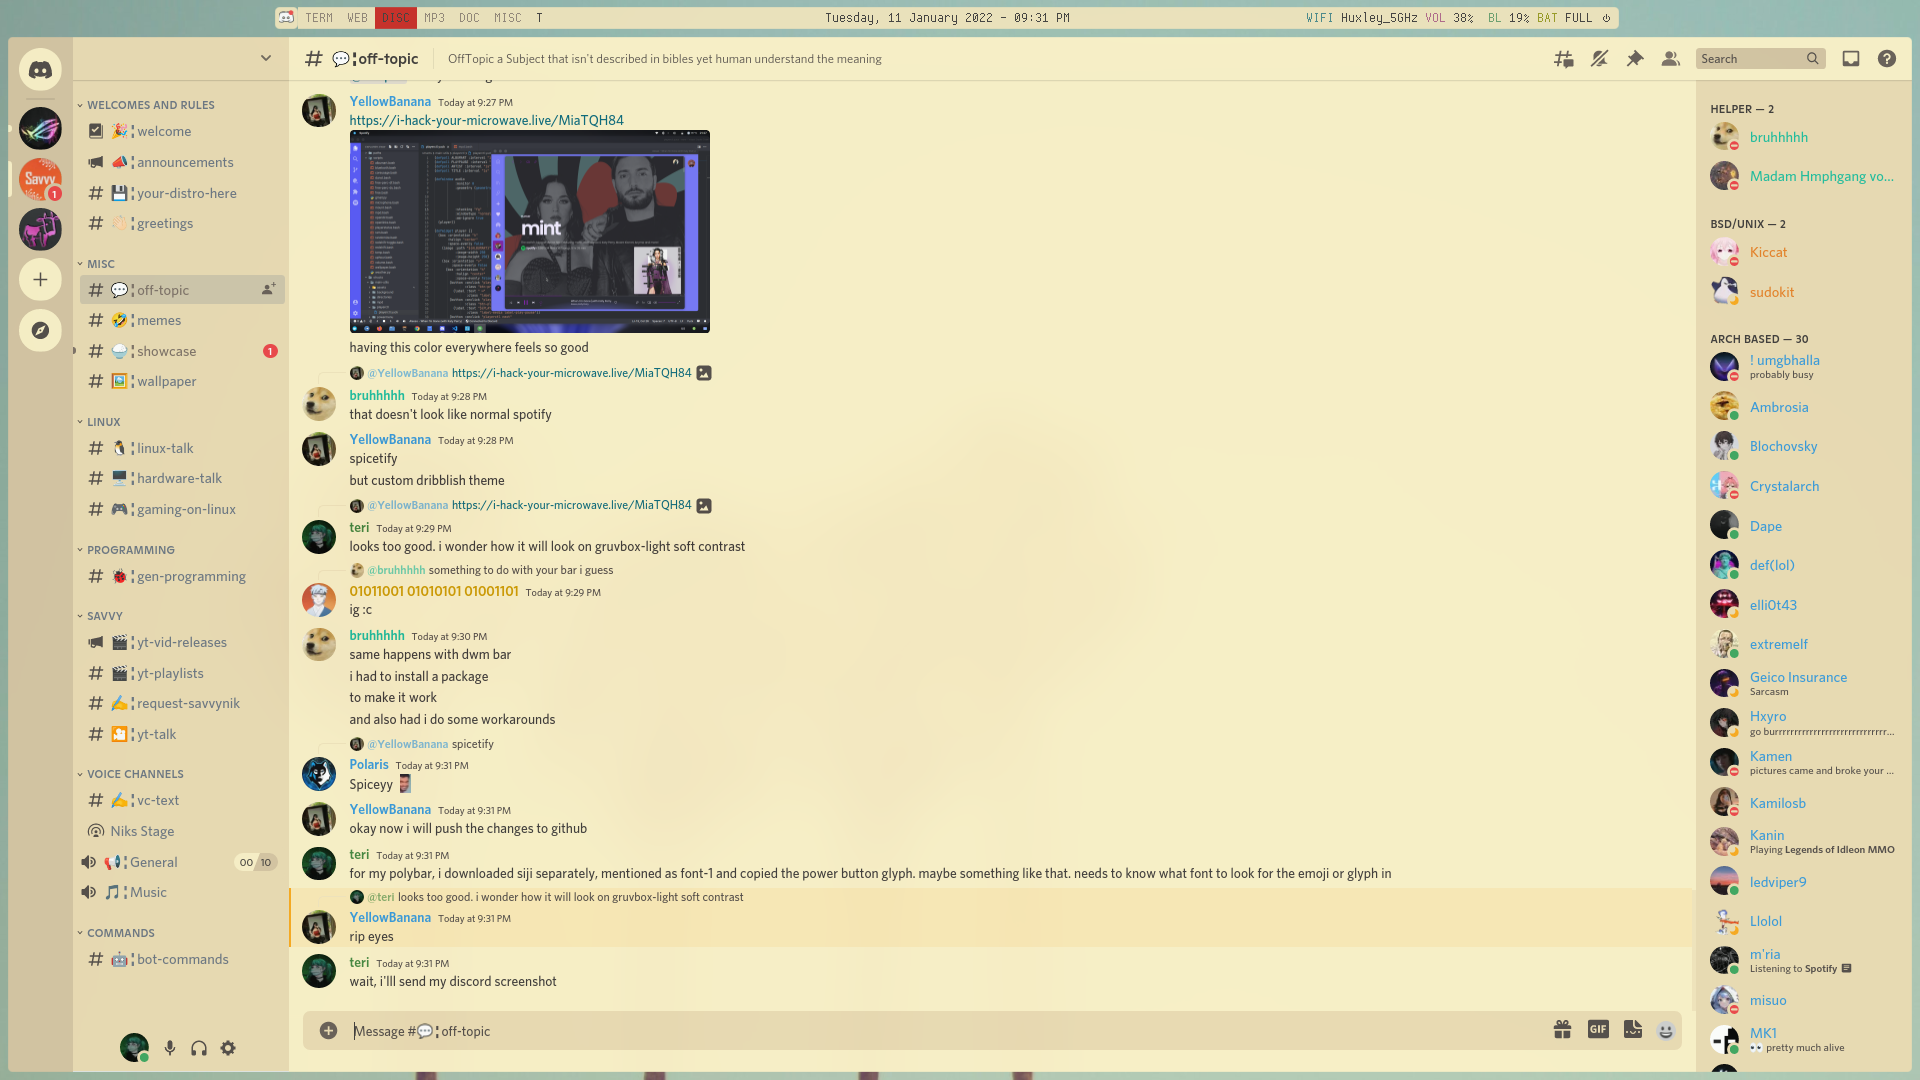 TERM WEB DISC MP3 DOC MISC T
Tuesday, 11 January 2022 - 09:31 PM
WIFI Huxley_5GHz VOL 38% BL 19% BAT FULL
Savvy
1
WELCOMES AND RULES
🎉¦welcome
📣¦announcements
# 💾¦your-distro-here
# 👋🏻¦greetings
MISC
# 💬¦off-topic
# 🤣¦memes
# 🍚¦showcase 1
# 🖼️¦wallpaper
LINUX
# 🐧¦linux-talk
# 🖥️¦hardware-talk
# 🎮¦gaming-on-linux
PROGRAMMING
# 🐞¦gen-programming
SAVVY
🎬¦yt-vid-releases
# 🎬¦yt-playlists
# ✍️¦request-savvynik
# 🎦¦yt-talk
VOICE CHANNELS
# ✍️¦vc-text
Niks Stage
📢¦General 00 10
🎵¦Music
COMMANDS
# 🤖¦bot-commands
# 💬¦off-topic
OffTopic a Subject that isn't described in bibles yet human understand the meaning
Search
YellowBanana Today at 9:27 PM
https://i-hack-your-microwave.live/MiaTQH84
mint
having this color everywhere feels so good
@YellowBanana https://i-hack-your-microwave.live/MiaTQH84
bruhhhhh Today at 9:28 PM
that doesn't look like normal spotify
YellowBanana Today at 9:28 PM
spicetify
but custom dribblish theme
@YellowBanana https://i-hack-your-microwave.live/MiaTQH84
teri Today at 9:29 PM
looks too good. i wonder how it will look on gruvbox-light soft contrast
@bruhhhhh something to do with your bar i guess
01011001 01010101 01001101 Today at 9:29 PM
ig :c
bruhhhhh Today at 9:30 PM
same happens with dwm bar
i had to install a package
to make it work
and also had i do some workarounds
@YellowBanana spicetify
Polaris Today at 9:31 PM
Spiceyy
YellowBanana Today at 9:31 PM
okay now i will push the changes to github
teri Today at 9:31 PM
for my polybar, i downloaded siji separately, mentioned as font-1 and copied the power button glyph. maybe something like that. needs to know what font to look for the emoji or glyph in
@teri looks too good. i wonder how it will look on gruvbox-light soft contrast
YellowBanana Today at 9:31 PM
rip eyes
teri Today at 9:31 PM
wait, i'lll send my discord screenshot
Message #💬¦off-topic
GIF
HELPER — 2
bruhhhhh
Madam Hmphgang vo...
BSD/UNIX — 2
Kiccat
sudokit
ARCH BASED — 30
! umgbhalla
probably busy
Ambrosia
Blochovsky
Crystalarch
Dape
def(lol)
elli0t43
extremelf
Geico Insurance
Sarcasm
Hxyro
go burrrrrrrrrrrrrrrrrrrrrrrrrrrr...
Kamen
pictures came and broke your ...
Kamilosb
Kanin
Playing Legends of Idleon MMO
ledviper9
Llolol
m'ria
Listening to Spotify
misuo
MK1
👀 pretty much alive